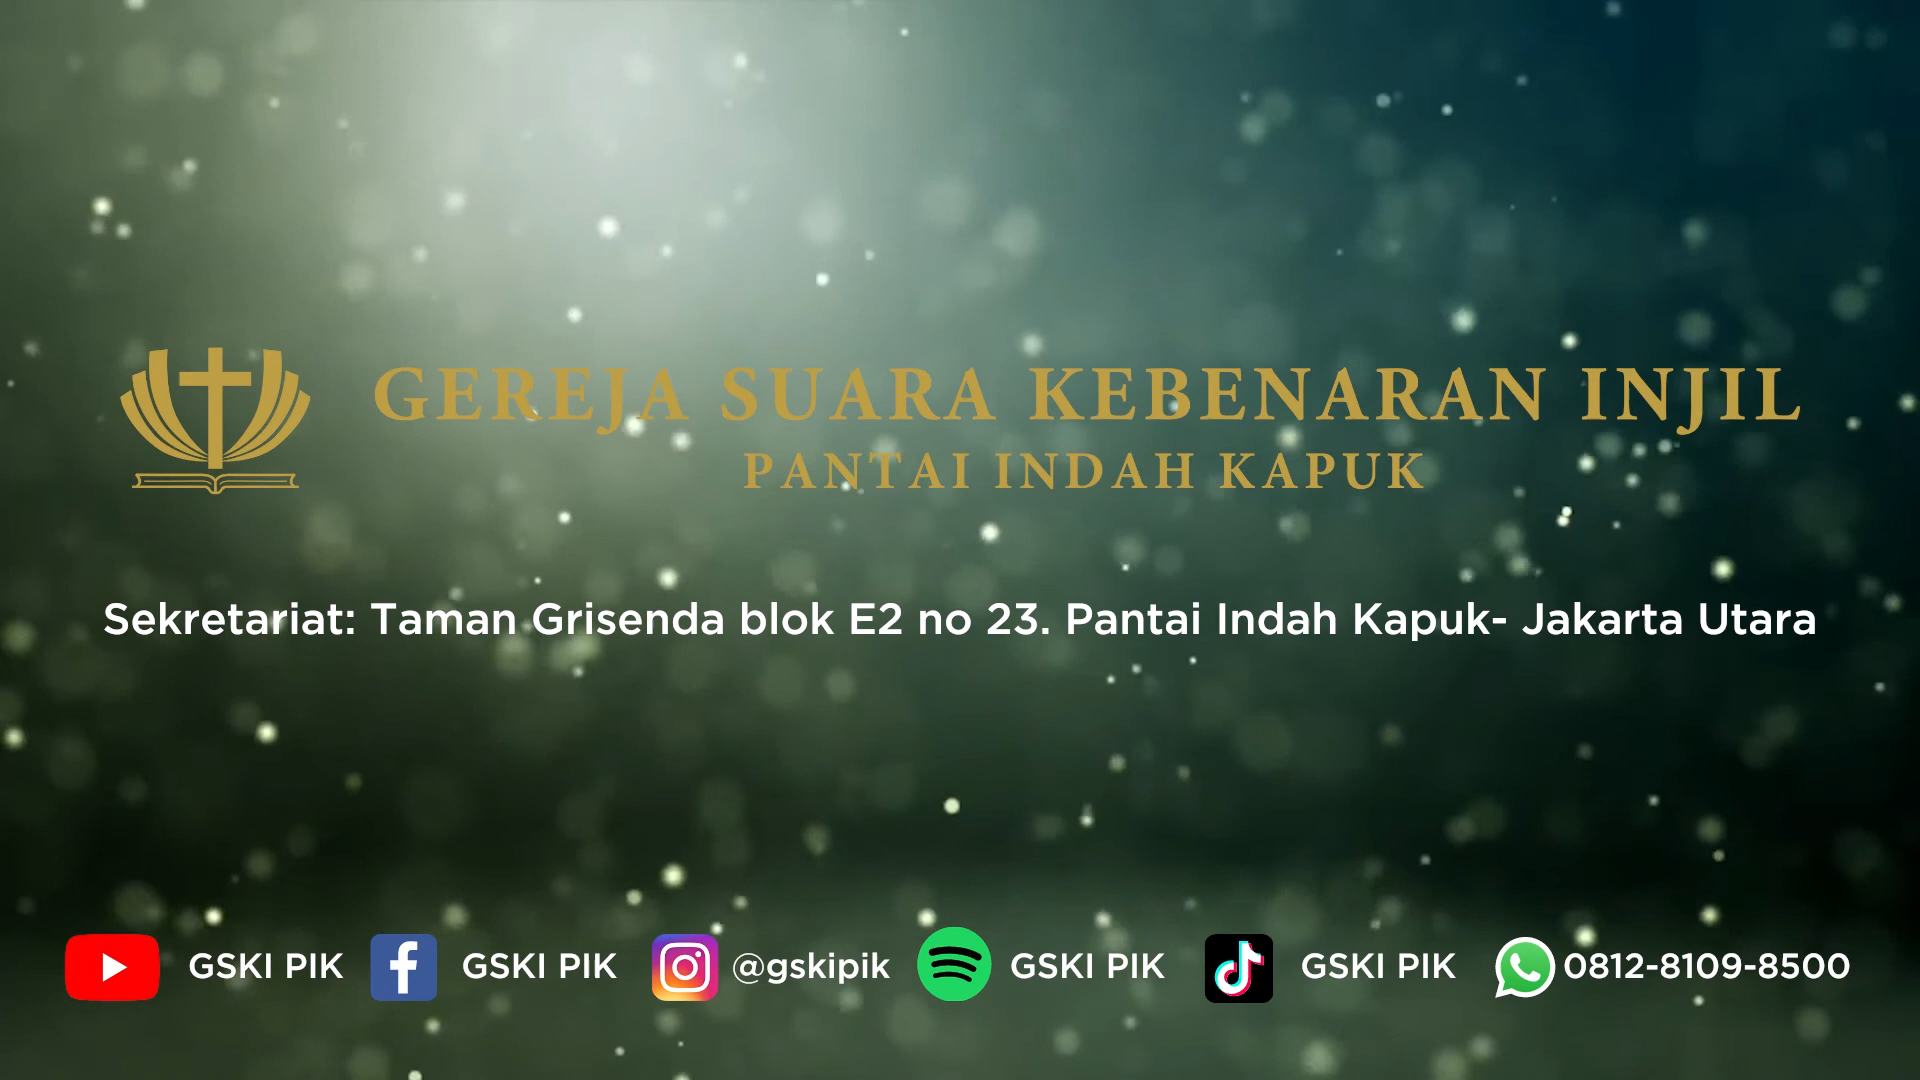 GEREJA SUARA KEBENARAN INJIL
PANTAI INDAH KAPUK
Sekretariat: Taman Grisenda blok E2 no 23. Pantai Indah Kapuk- Jakarta Utara
GSKI PIK GSKI PIK @gskipik GSKI PIK GSKI PIK 0812-8109-8500